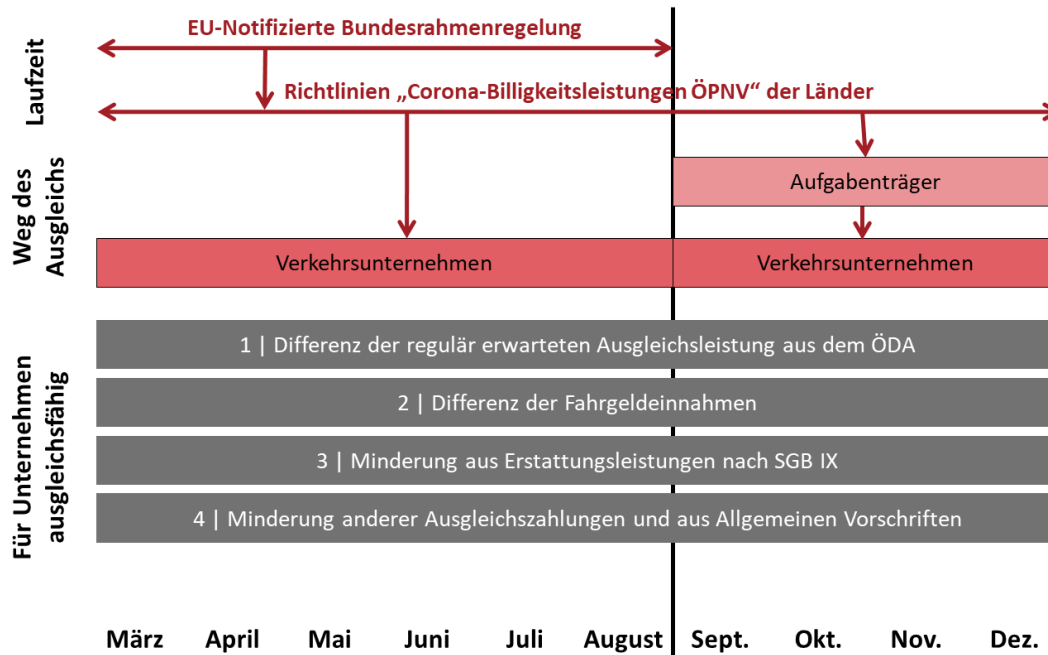 Laufzeit
EU-Notifizierte Bundesrahmenregelung
Richtlinien „Corona-Billigkeitsleistungen ÖPNV“ der Länder
Weg des
Ausgleichs
Aufgabenträger
Verkehrsunternehmen
Verkehrsunternehmen
Für Unternehmen
ausgleichsfähig
1 | Differenz der regulär erwarteten Ausgleichsleistung aus dem ÖDA
2 | Differenz der Fahrgeldeinnahmen
3 | Minderung aus Erstattungsleistungen nach SGB IX
4 | Minderung anderer Ausgleichszahlungen und aus Allgemeinen Vorschriften
März April Mai Juni Juli August Sept. Okt. Nov. Dez.